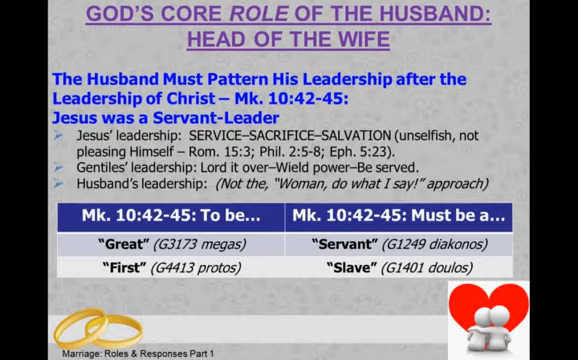 GOD'S CORE ROLE OF THE HUSBAND:
HEAD OF THE WIFE
The Husband Must Pattern His Leadership after the
Leadership of Christ – Mk. 10:42-45:
Jesus was a Servant-Leader
Jesus' leadership: SERVICE–SACRIFICE–SALVATION (unselfish, not
pleasing Himself – Rom. 15:3; Phil. 2:5-8; Eph. 5:23).
Gentiles' leadership: Lord it over–Wield power–Be served.
Husband's leadership: (Not the, "Woman, do what I say!" approach)
Mk. 10:42-45: To be... Mk. 10:42-45: Must be a...
"Great" (G3173 megas) "Servant" (G1249 diakonos)
"First" (G4413 protos) "Slave" (G1401 doulos)
Marriage: Roles & Responses Part 1